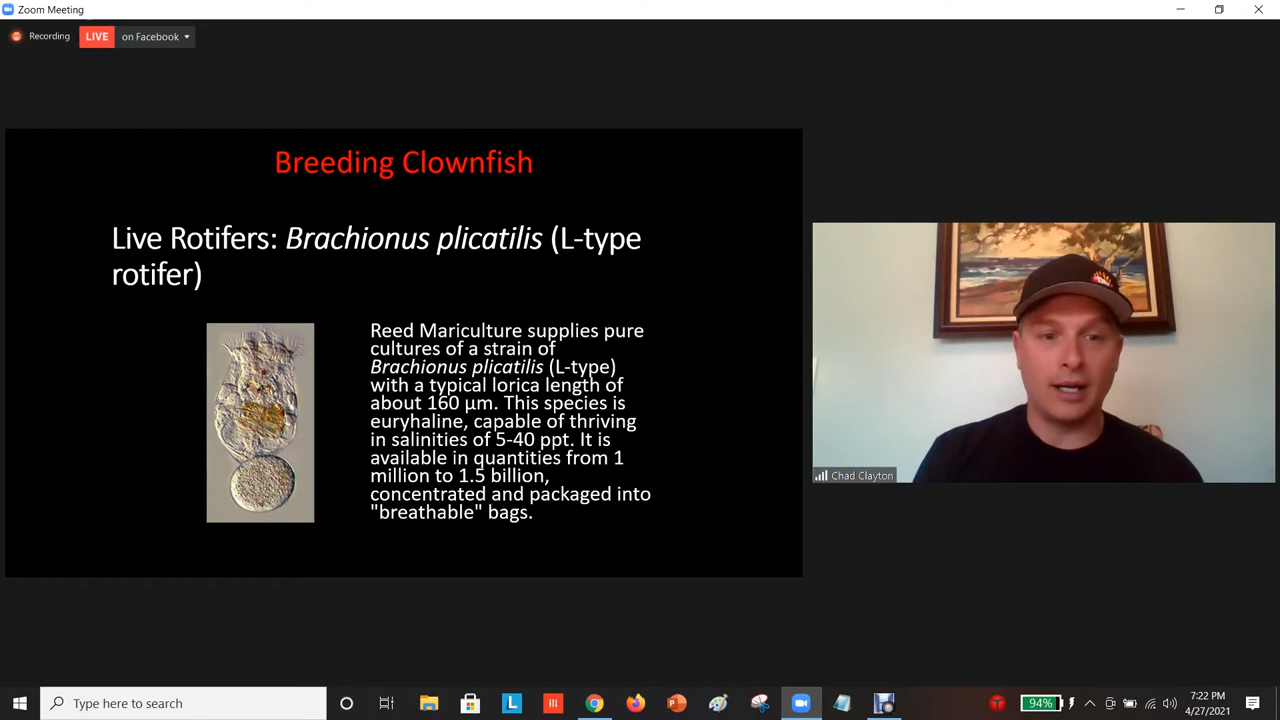 Zoom Meeting
Recording
LIVE
on Facebook
Breeding Clownfish
Live Rotifers: Brachionus plicatilis (L-type
rotifer)
Reed Mariculture supplies pure
cultures of a strain of
Brachionus plicatilis (L-type)
with a typical lorica length of
about 160 µm. This species is
euryhaline, capable of thriving
in salinities of 5-40 ppt. It is
available in quantities from 1
million to 1.5 billion,
concentrated and packaged into
"breathable" bags.
Chad Clayton
Type here to search
L
94%
7:22 PM
4/27/2021